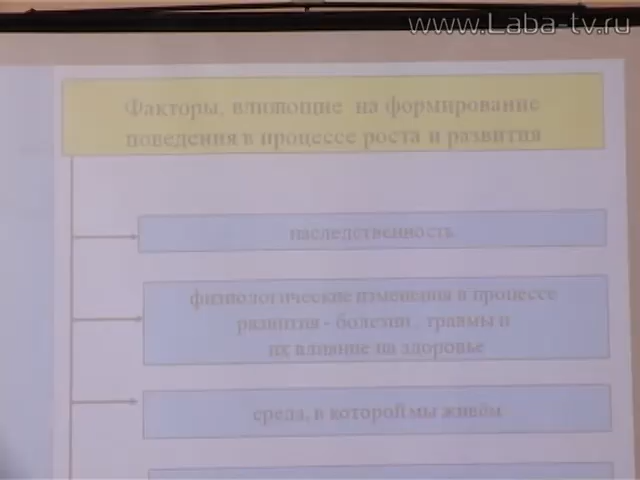 www.Laba-tv.ru
Факторы, влияющие на формирование
поведения в процессе роста и развития
наследственность
физиологические изменения в процессе
развития - болезни, травмы и
их влияние на здоровье
среда, в которой мы живём